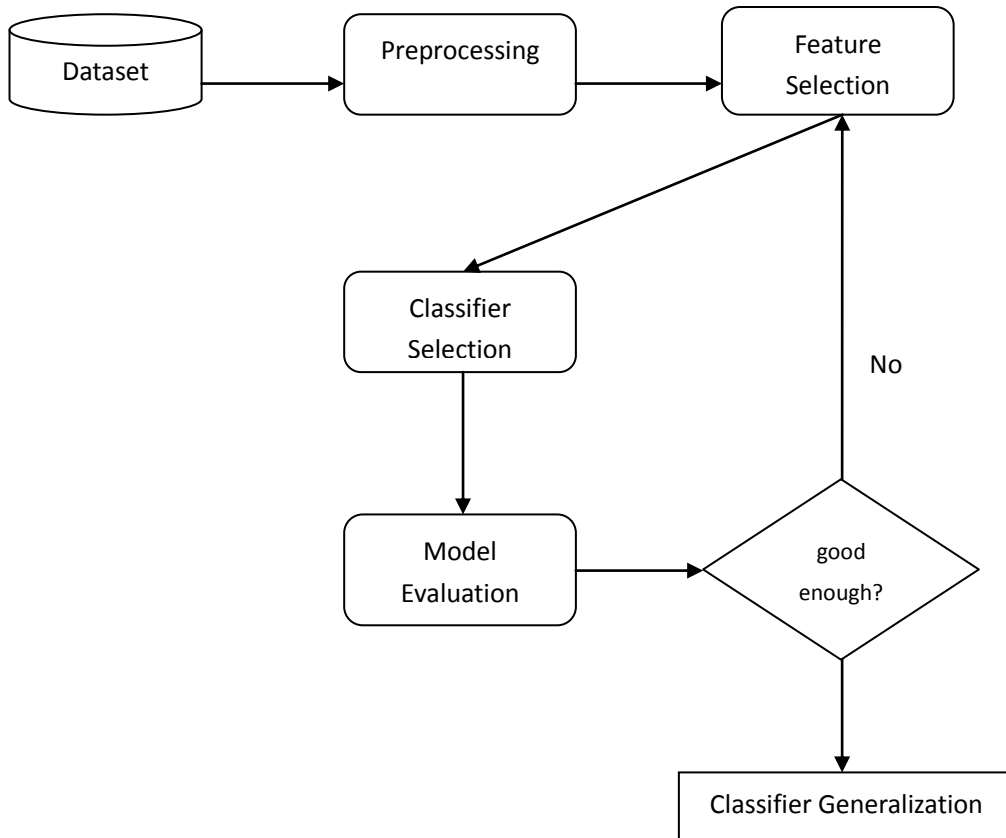 Dataset
Preprocessing
Feature
Selection
Classifier
Selection
No
Model
Evaluation
good
enough?
Classifier Generalization